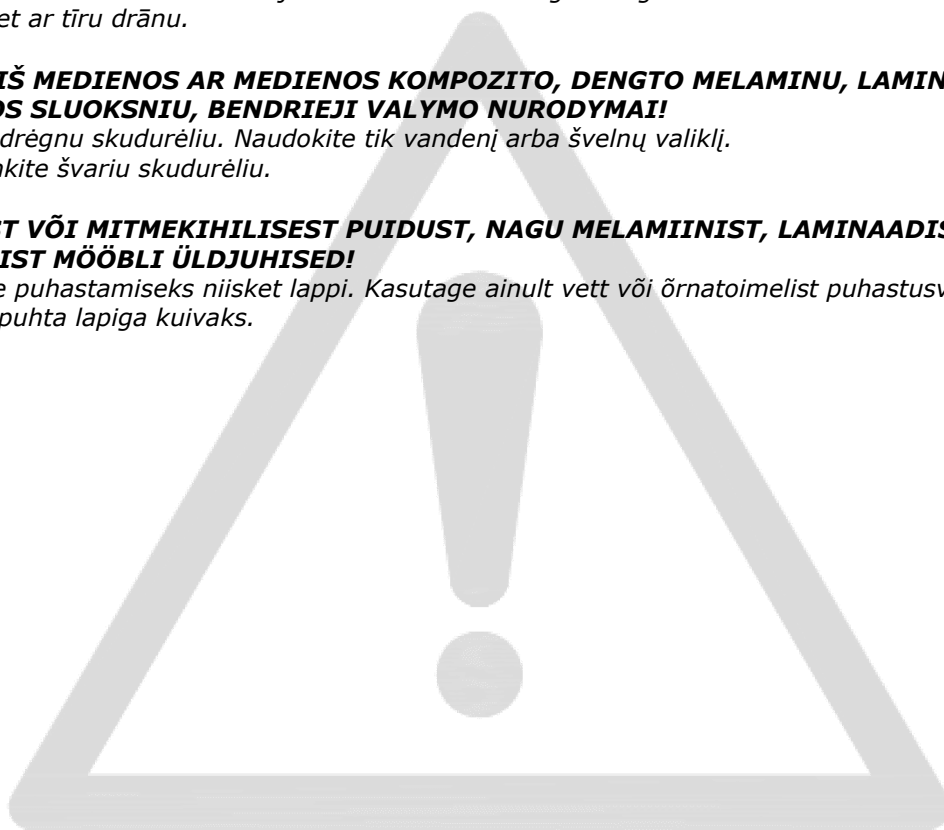 et ar tīru drānu.
IŠ MEDIENOS AR MEDIENOS KOMPOZITO, DENGTO MELAMINU, LAMIN
OS SLUOKSNIU, BENDRIEJI VALYMO NURODYMAI!
drėgnu skudurėliu. Naudokite tik vandenį arba švelnų valiklį.
kite švariu skudurėliu.
T VÕI MITMEKIHILISEST PUIDUST, NAGU MELAMIINIST, LAMINAADIS
IST MÖÖBLI ÜLDJUHISED!
e puhastamiseks niisket lappi. Kasutage ainult vett või õrnatoimelist puhastusv
puhta lapiga kuivaks.